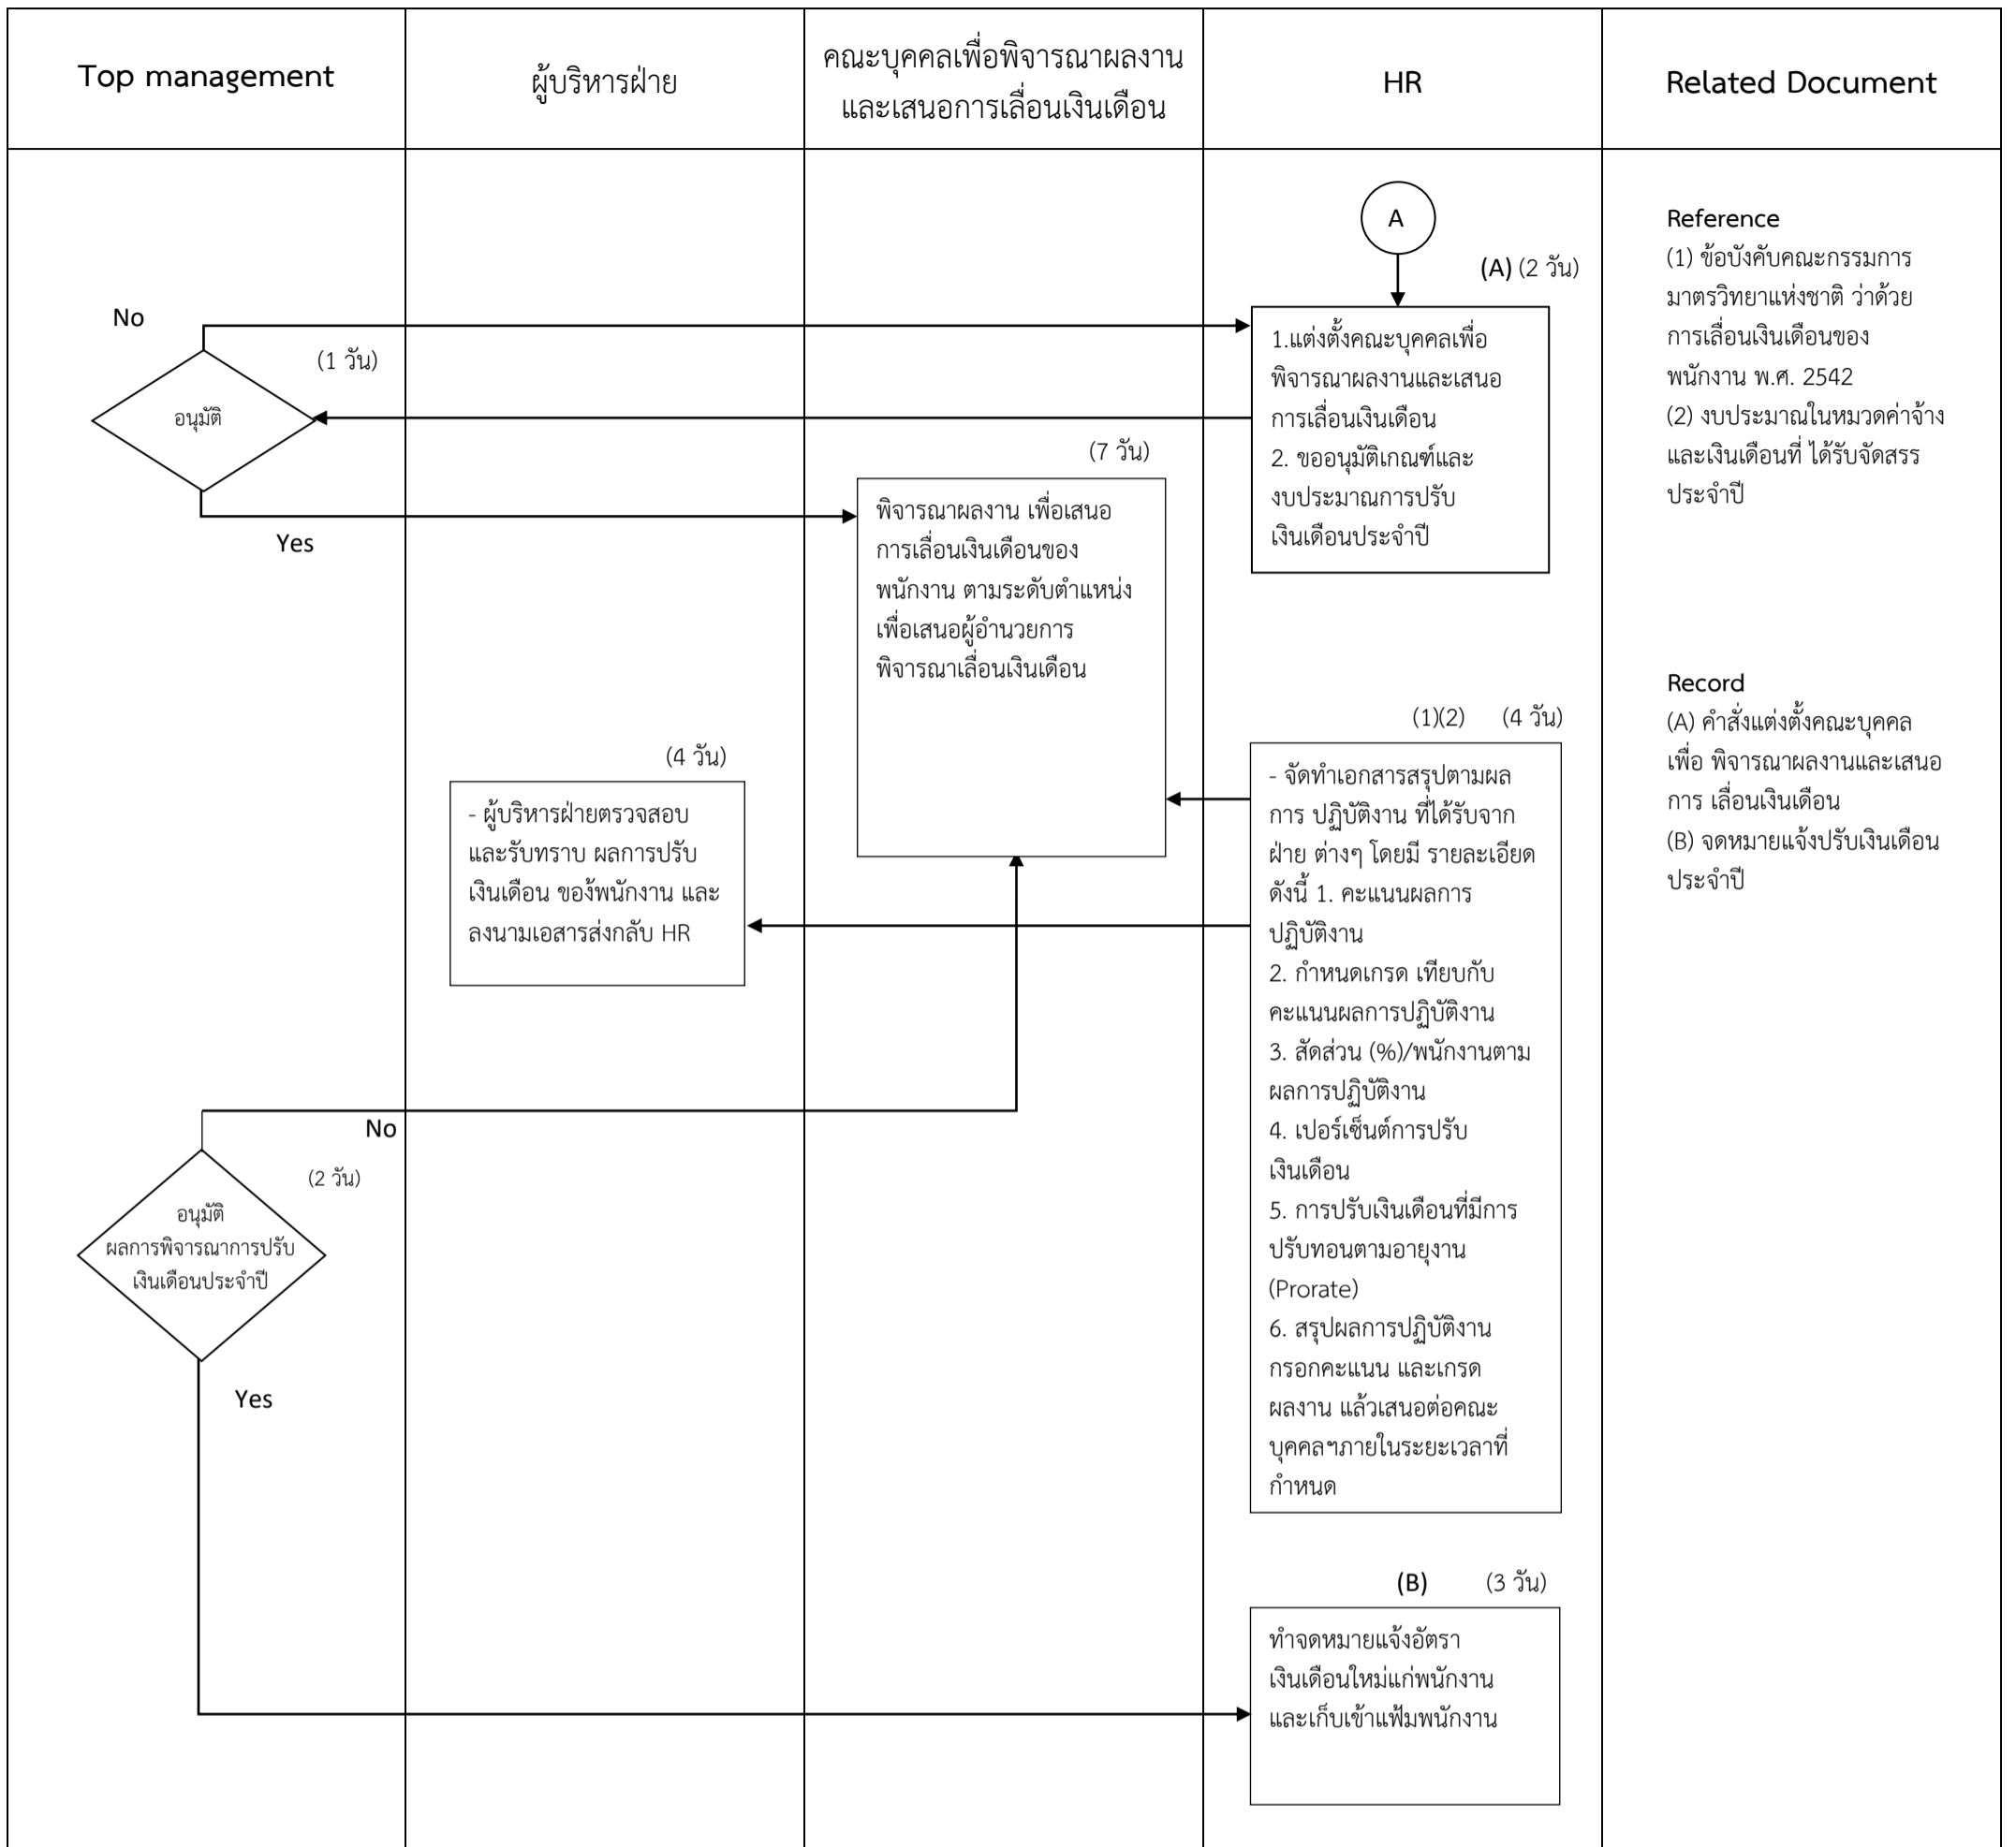 Top management
ผู้บริหารฝ่าย
คณะบุคคลเพื่อพิจารณาผลงาน
และเสนอการเลื่อนเงินเดือน
HR
Related Document
A
(A) (2 วัน)
No
(1 วัน)
อนุมัติ
Yes
1.แต่งตั้งคณะบุคคลเพื่อ
พิจารณาผลงานและเสนอ
การเลื่อนเงินเดือน
2. ขออนุมัติเกณฑ์และ
งบประมาณการปรับ
เงินเดือนประจำปี
(7 วัน)
พิจารณาผลงาน เพื่อเสนอ
การเลื่อนเงินเดือนของ
พนักงาน ตามระดับตำแหน่ง
เพื่อเสนอผู้อำนวยการ
พิจารณาเลื่อนเงินเดือน
(4 วัน)
- ผู้บริหารฝ่ายตรวจสอบ
และรับทราบ ผลการปรับ
เงินเดือน ของ้พนักงาน และ
ลงนามเอสารส่งกลับ HR
(1)(2) (4 วัน)
- จัดทำเอกสารสรุปตามผล
การ ปฏิบัติงาน ที่ได้รับจาก
ฝ่าย ต่างๆ โดยมี รายละเอียด
ดังนี้ 1. คะแนนผลการ
ปฏิบัติงาน
2. กำหนดเกรด เทียบกับ
คะแนนผลการปฏิบัติงาน
3. สัดส่วน (%)/พนักงานตาม
ผลการปฏิบัติงาน
4. เปอร์เซ็นต์การปรับ
เงินเดือน
5. การปรับเงินเดือนที่มีการ
ปรับทอนตามอายุงาน
(Prorate)
6. สรุปผลการปฏิบัติงาน
กรอกคะแนน และเกรด
ผลงาน แล้วเสนอต่อคณะ
บุคคลฯภายในระยะเวลาที่
กำหนด
No
(2 วัน)
อนุมัติ
ผลการพิจารณาการปรับ
เงินเดือนประจำปี
Yes
(B) (3 วัน)
ทำจดหมายแจ้งอัตรา
เงินเดือนใหม่แก่พนักงาน
และเก็บเข้าแฟ้มพนักงาน
Reference
(1) ข้อบังคับคณะกรรมการ
มาตรวิทยาแห่งชาติ ว่าด้วย
การเลื่อนเงินเดือนของ
พนักงาน พ.ศ. 2542
(2) งบประมาณในหมวดค่าจ้าง
และเงินเดือนที่ ได้รับจัดสรร
ประจำปี
Record
(A) คำสั่งแต่งตั้งคณะบุคคล
เพื่อ พิจารณาผลงานและเสนอ
การ เลื่อนเงินเดือน
(B) จดหมายแจ้งปรับเงินเดือน
ประจำปี